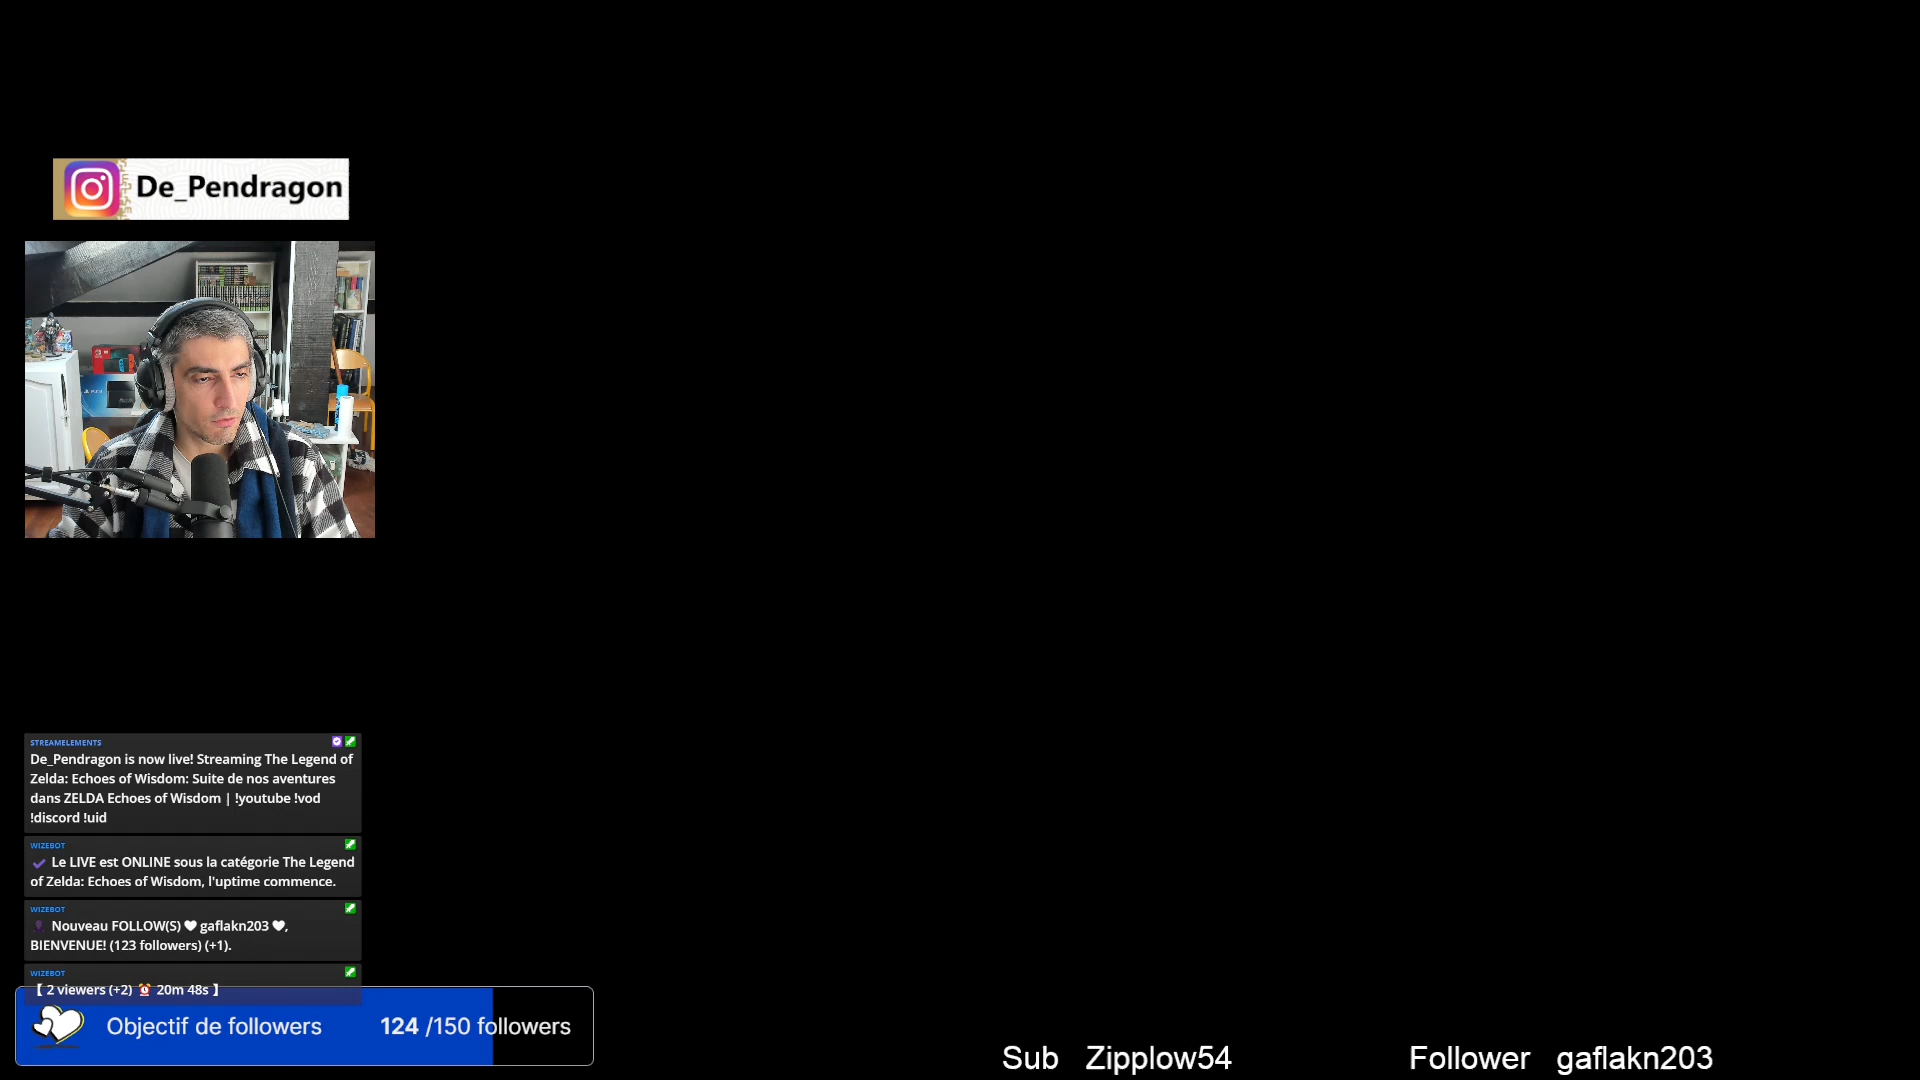 De_Pendragon
STREAMELEMENTS
De_Pendragon is now live! Streaming The Legend of
Zelda: Echoes of Wisdom: Suite de nos aventures
dans ZELDA Echoes of Wisdom | !youtube !vod
!discord !uid
WIZEBOT
Le LIVE est ONLINE sous la catégorie The Legend
of Zelda: Echoes of Wisdom, l'uptime commence.
WIZEBOT
Nouveau FOLLOW(S) 🤍 gaflakn203 🤍,
BIENVENUE! (123 followers) (+1).
WIZEBOT
【 2 viewers (+2) ⏰ 20m 48s 】
Objectif de followers 124 /150 followers
Sub Zipplow54 Follower gaflakn203